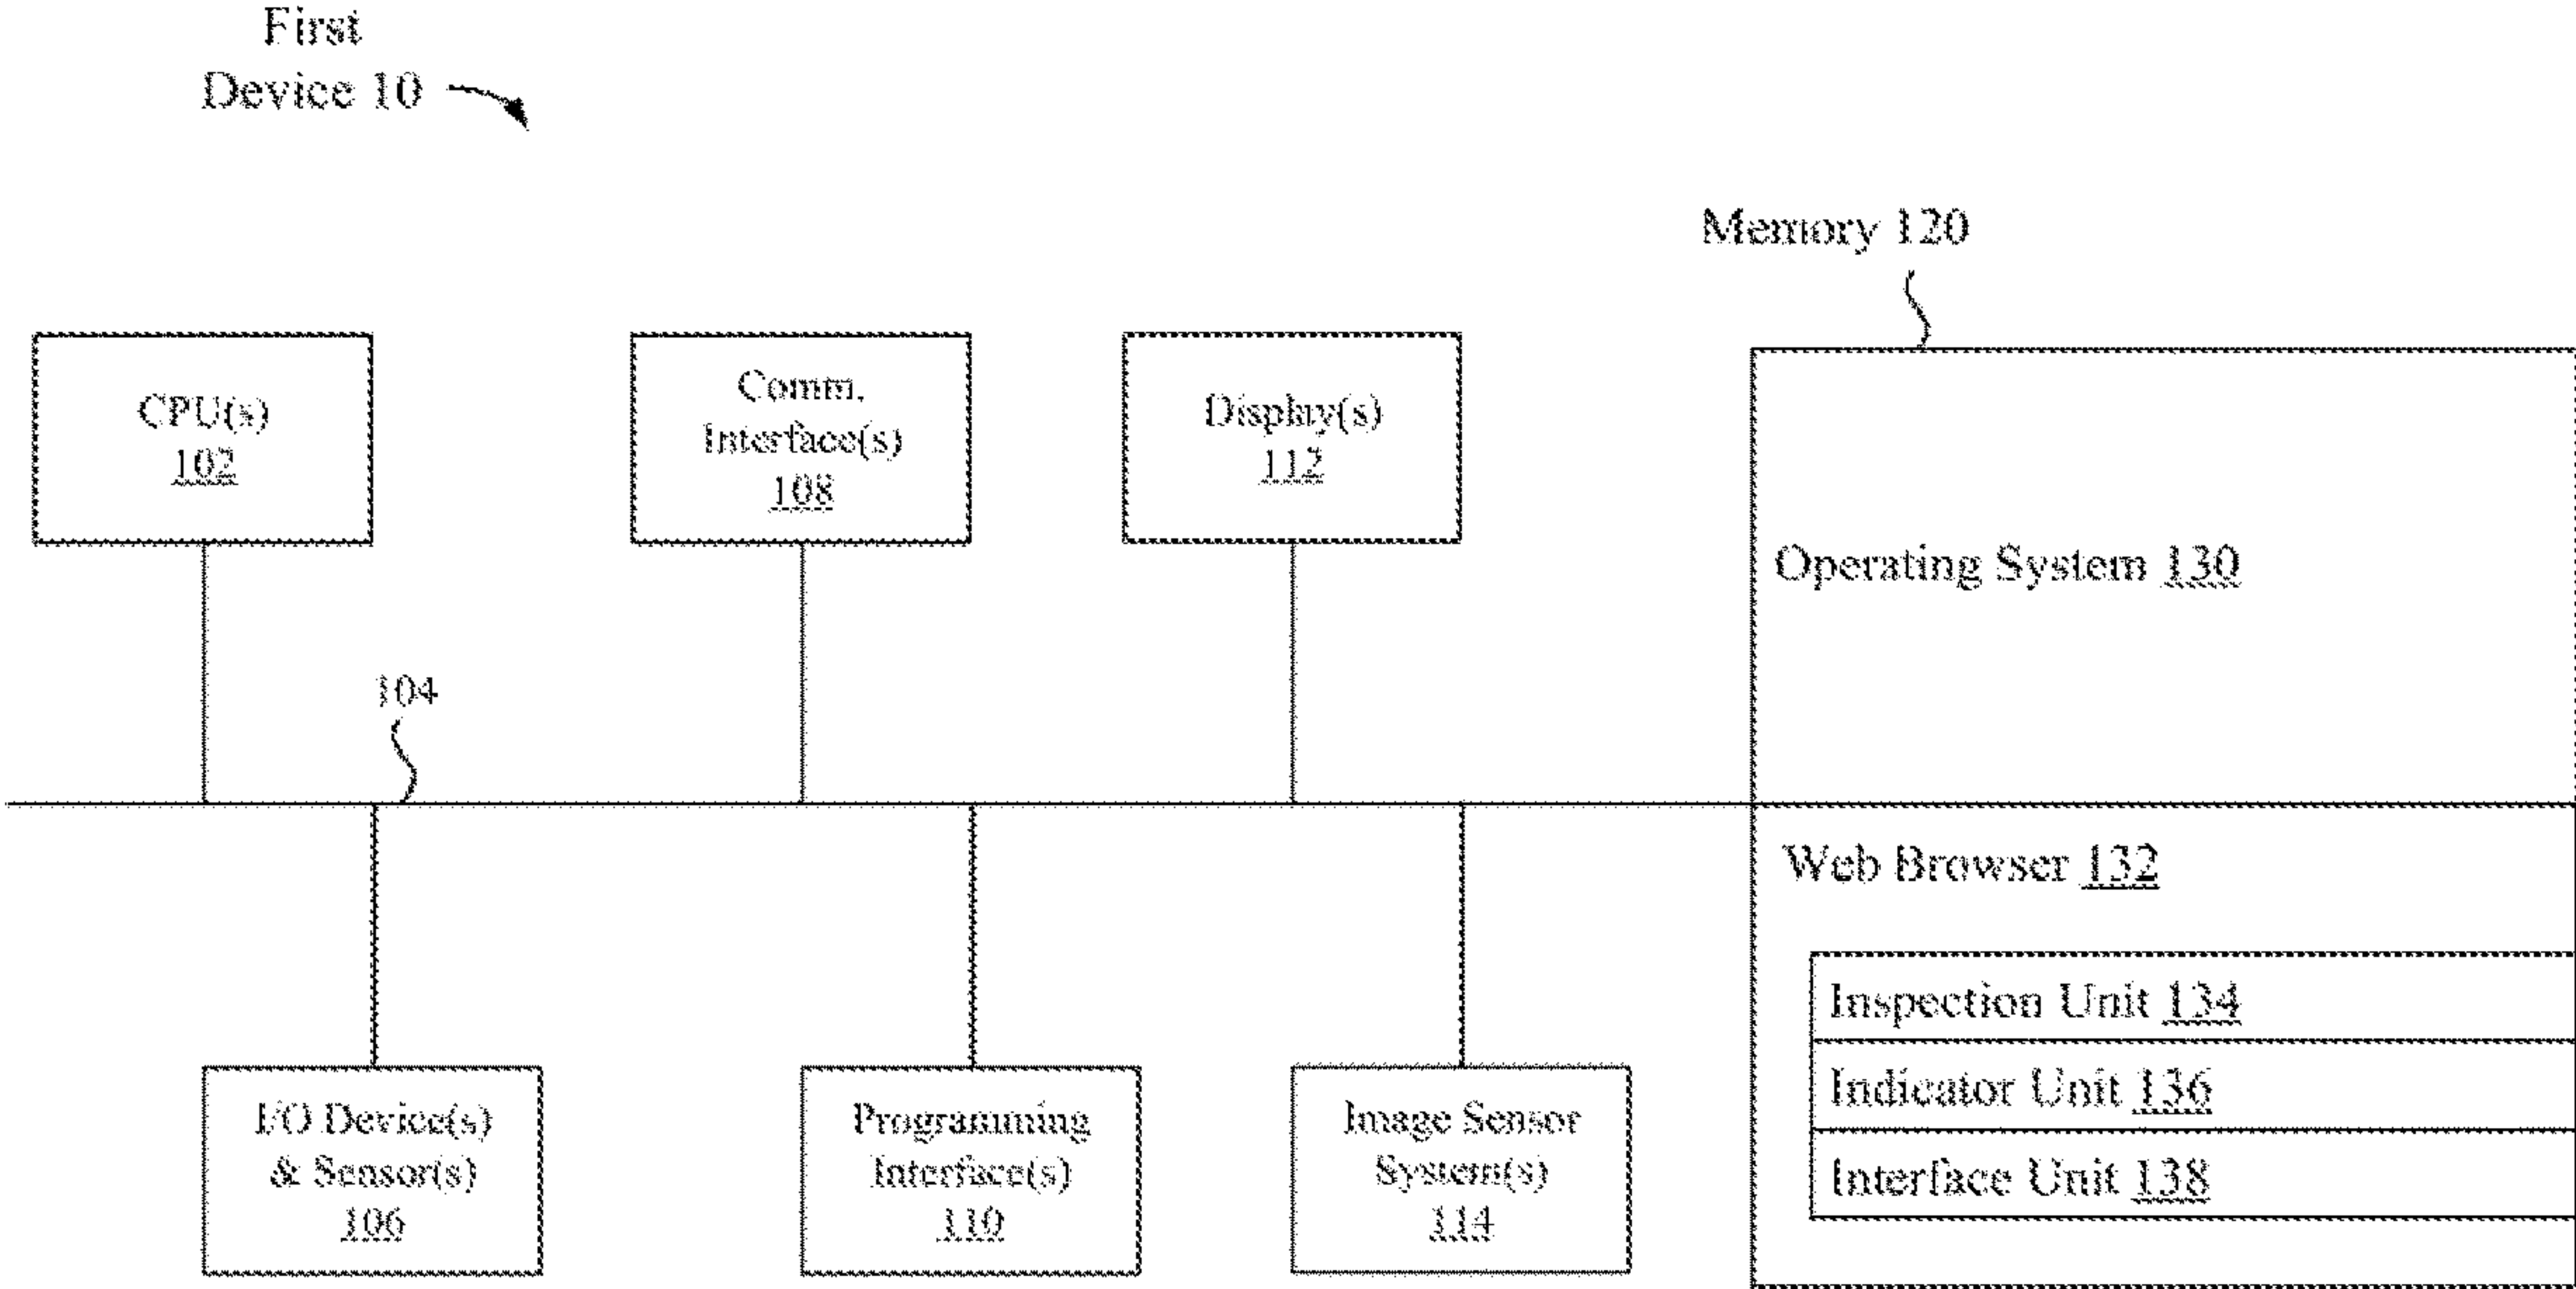 First
Device 10
Memory 120
CPU(s)
102
Comm.
Interface(s)
108
Display(s)
112
Operating System 130
104
Web Browser 132
Inspection Unit 134
Indicator Unit 136
Interface Unit 138
I/O Device(s)
& Sensor(s)
106
Programming
Interface(s)
110
Image Sensor
System(s)
114